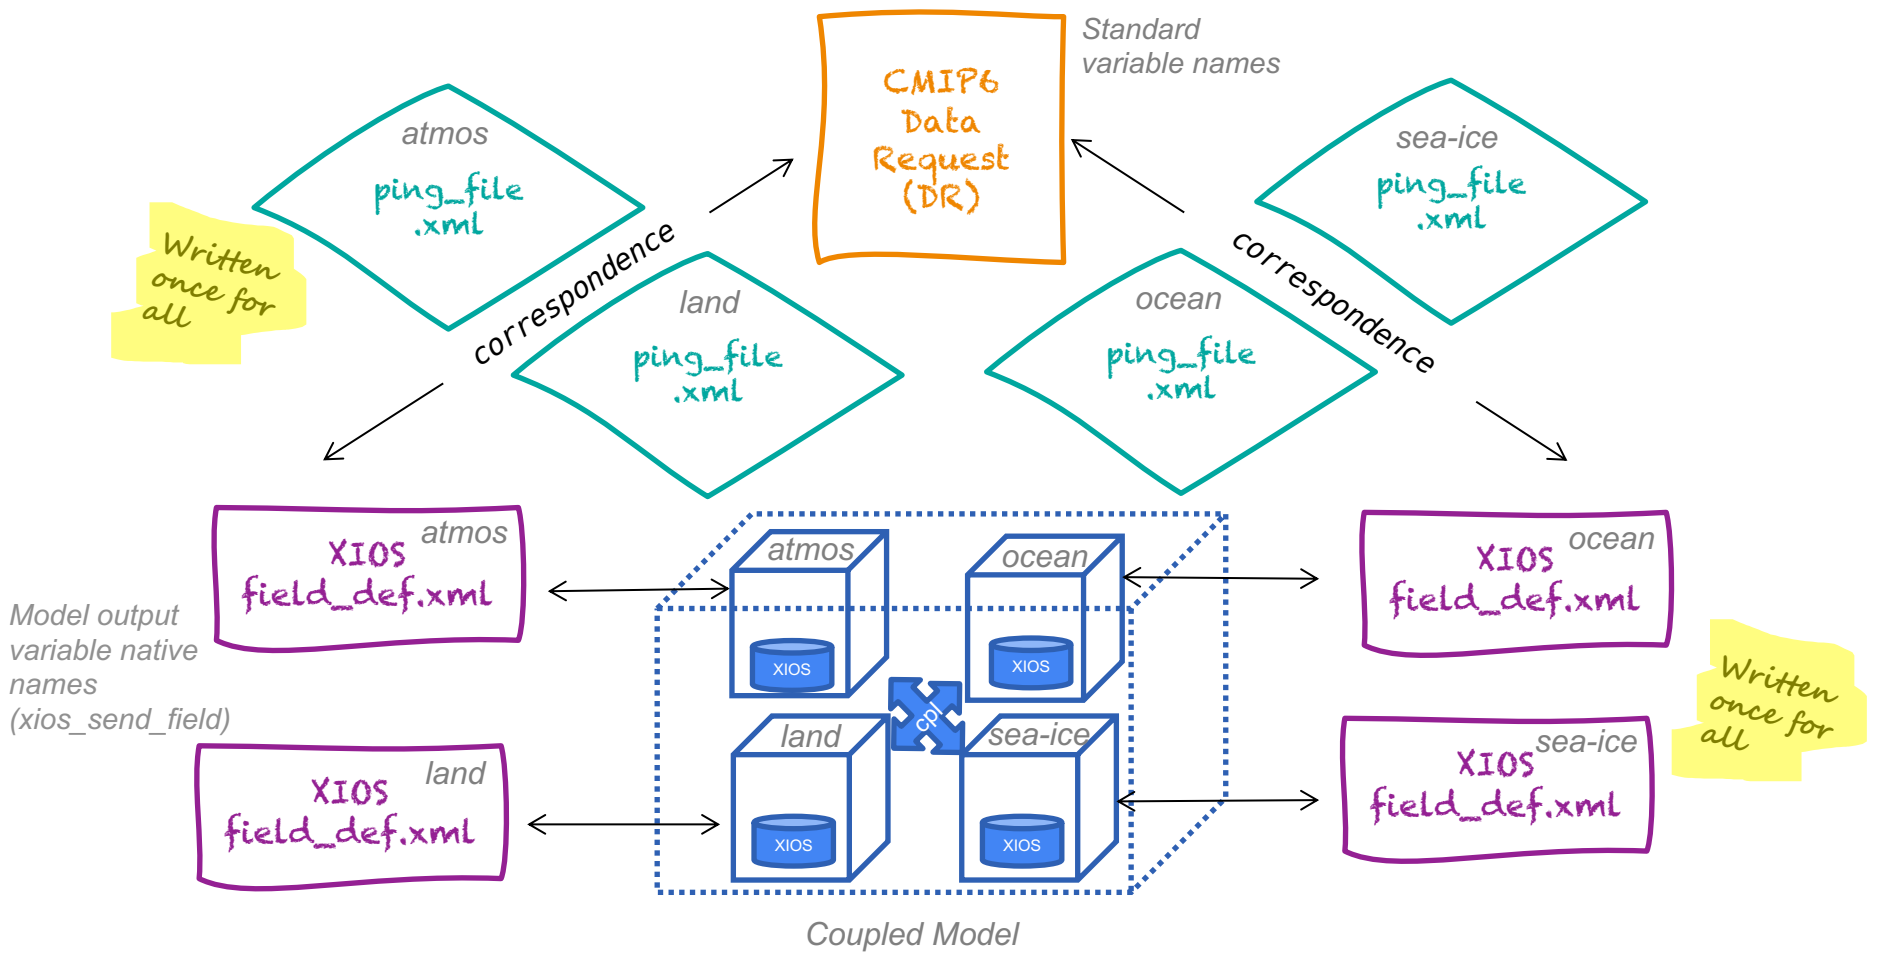 Standard
variable names
CMIP6
Data
Request
(DR)
atmos
ping_file
.xml
sea-ice
ping_file
.xml
Written
once for
all
correspondence
correspondence
land
ping_file
.xml
ocean
ping_file
.xml
atmos
XIOS
field_def.xml
ocean
XIOS
field_def.xml
Model output
variable native
names
(xios_send_field)
atmos
XIOS
ocean
XIOS
cpl
land
XIOS
sea-ice
XIOS
Written
once for
all
land
XIOS
field_def.xml
sea-ice
XIOS
field_def.xml
Coupled Model